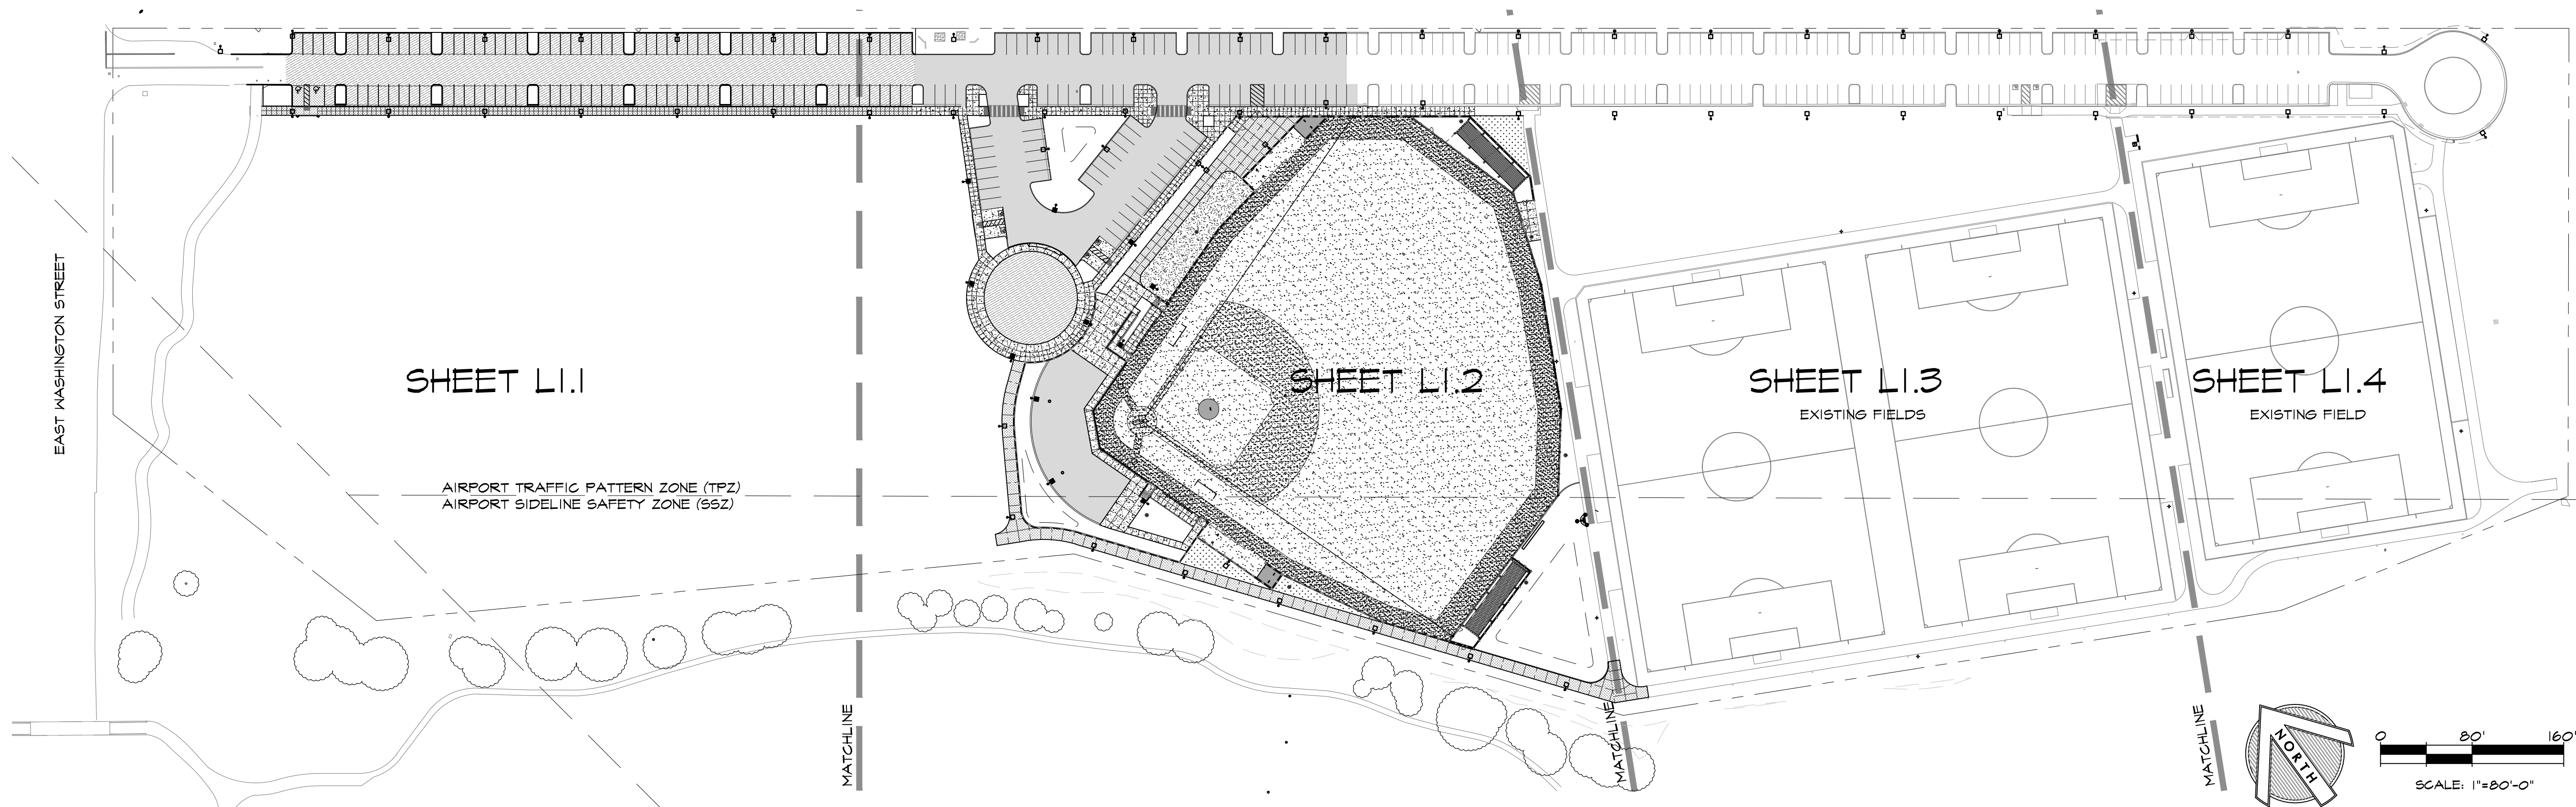 EAST WASHINGTON STREET
SHEET L1.1
SHEET L1.2
SHEET L1.3
EXISTING FIELDS
SHEET L1.4
EXISTING FIELD
AIRPORT TRAFFIC PATTERN ZONE (TPZ)
AIRPORT SIDELINE SAFETY ZONE (SSZ)
MATCHLINE
MATCHLINE
MATCHLINE
NORTH
0 80' 160'
SCALE: 1"=80'-0"